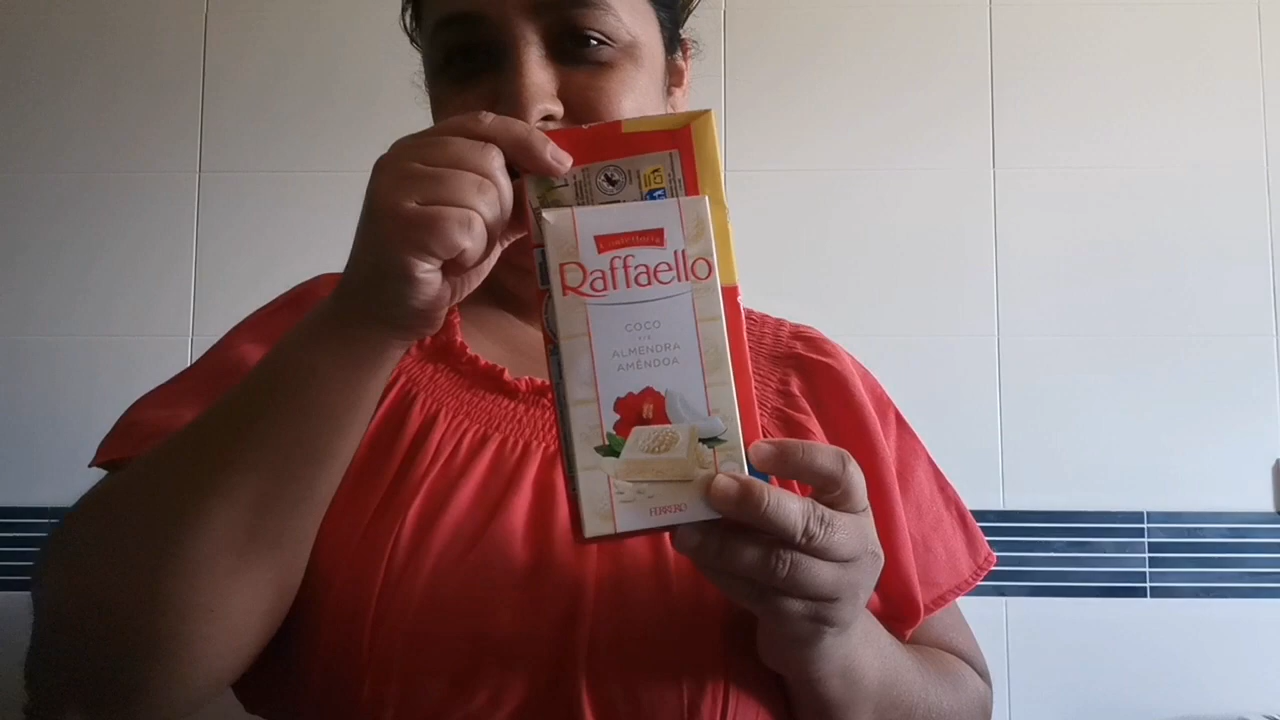 Confetteria
Raffaello
COCO
ALMENDRA
AMÊNDOA
FERRERO